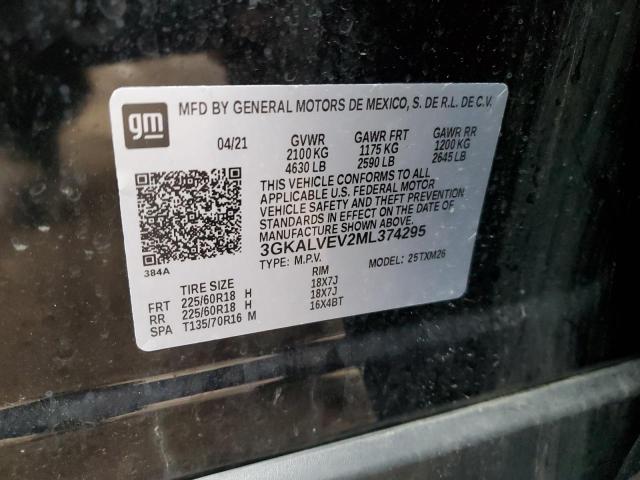 gm
MFD BY GENERAL MOTORS DE MEXICO, S. DE R.L. DE C.V.
04/21 GVWR GAWR FRT GAWR RR
2100 KG 1175 KG 1200 KG
4630 LB 2590 LB 2645 LB
THIS VEHICLE CONFORMS TO ALL
APPLICABLE U.S. FEDERAL MOTOR
VEHICLE SAFETY AND THEFT PREVENTION
STANDARDS IN EFFECT ON THE DATE OF
MANUFACTURE SHOWN ABOVE.
3GKALVEV2ML374295
384A TYPE: M.P.V. MODEL: 25TXM26
TIRE SIZE RIM
FRT 225/60R18 H 18X7J
RR 225/60R18 H 18X7J
SPA T135/70R16 M 16X4BT